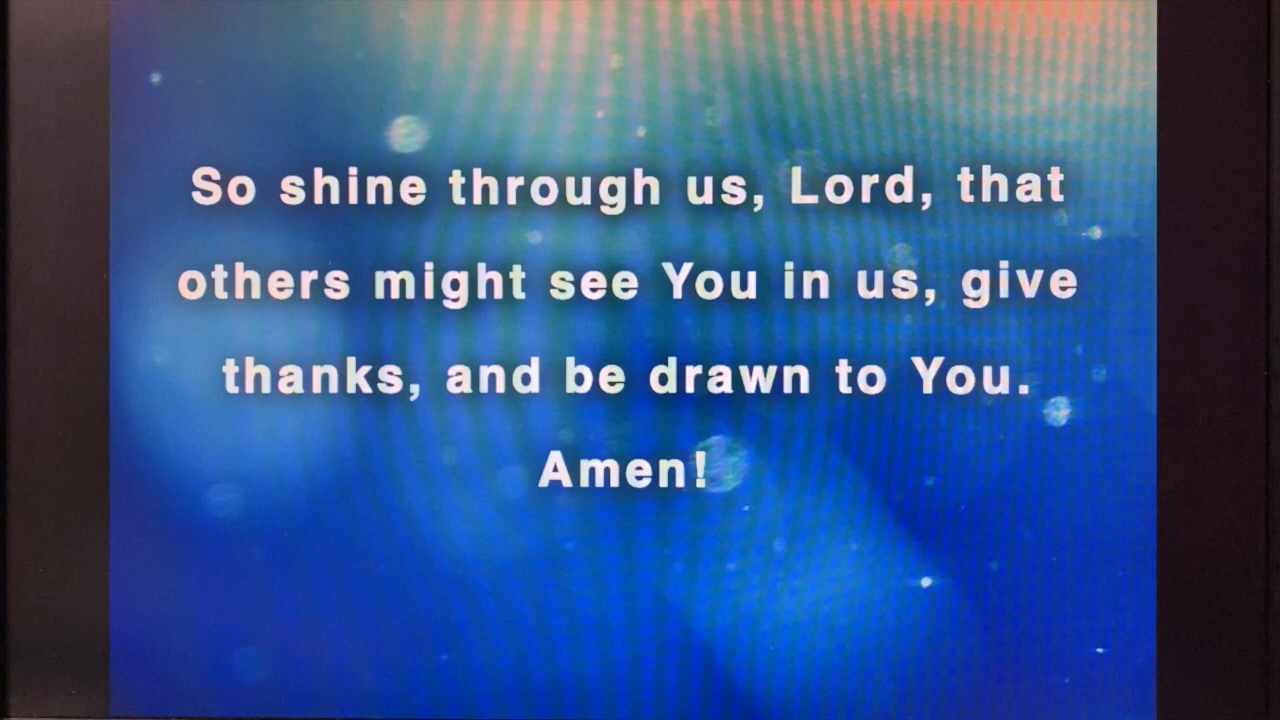 So shine through us, Lord, that
others might see You in us, give
thanks, and be drawn to You.
Amen!